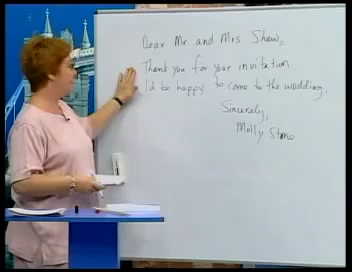 Dear Mr. and Mrs Shaw,
Thank you for your invitation
I'd be happy to come to the wedding.
Sincerely,
Molly Stone